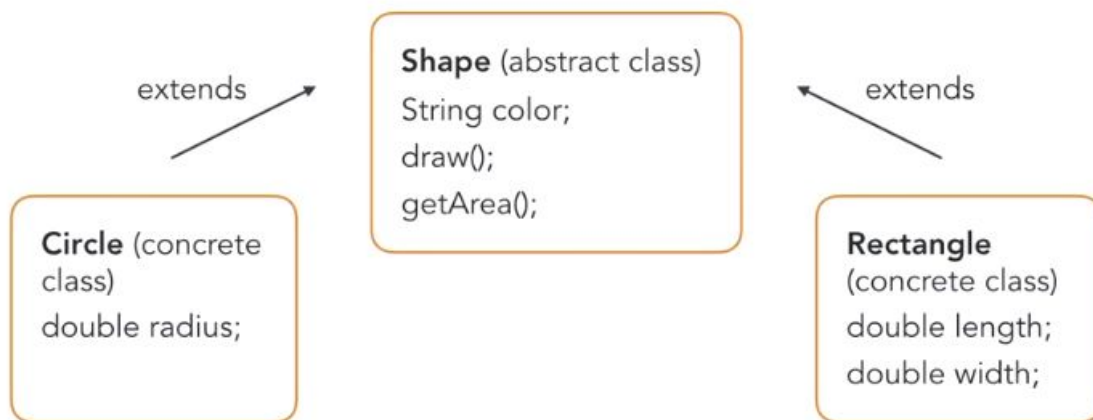 Shape (abstract class)
String color;
draw();
getArea();
extends
extends
Circle (concrete
class)
double radius;
Rectangle
(concrete class)
double length;
double width;